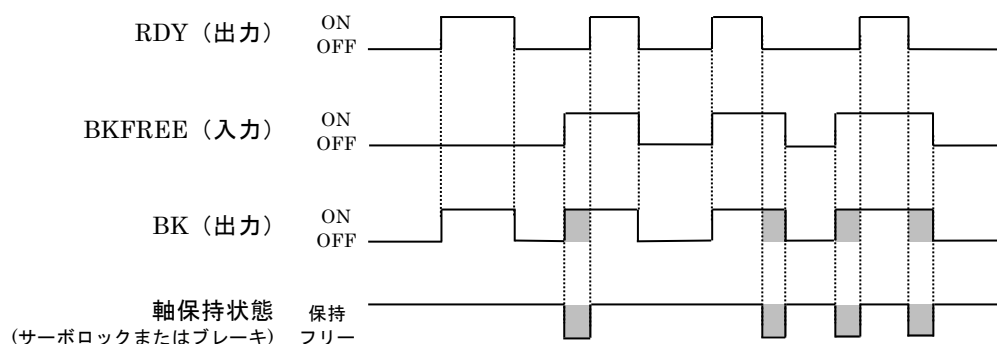 RDY（出力） ON
OFF
BKFREE（入力） ON
OFF
BK（出力） ON
OFF
軸保持状態 保持
(サーボロックまたはブレーキ) フリー